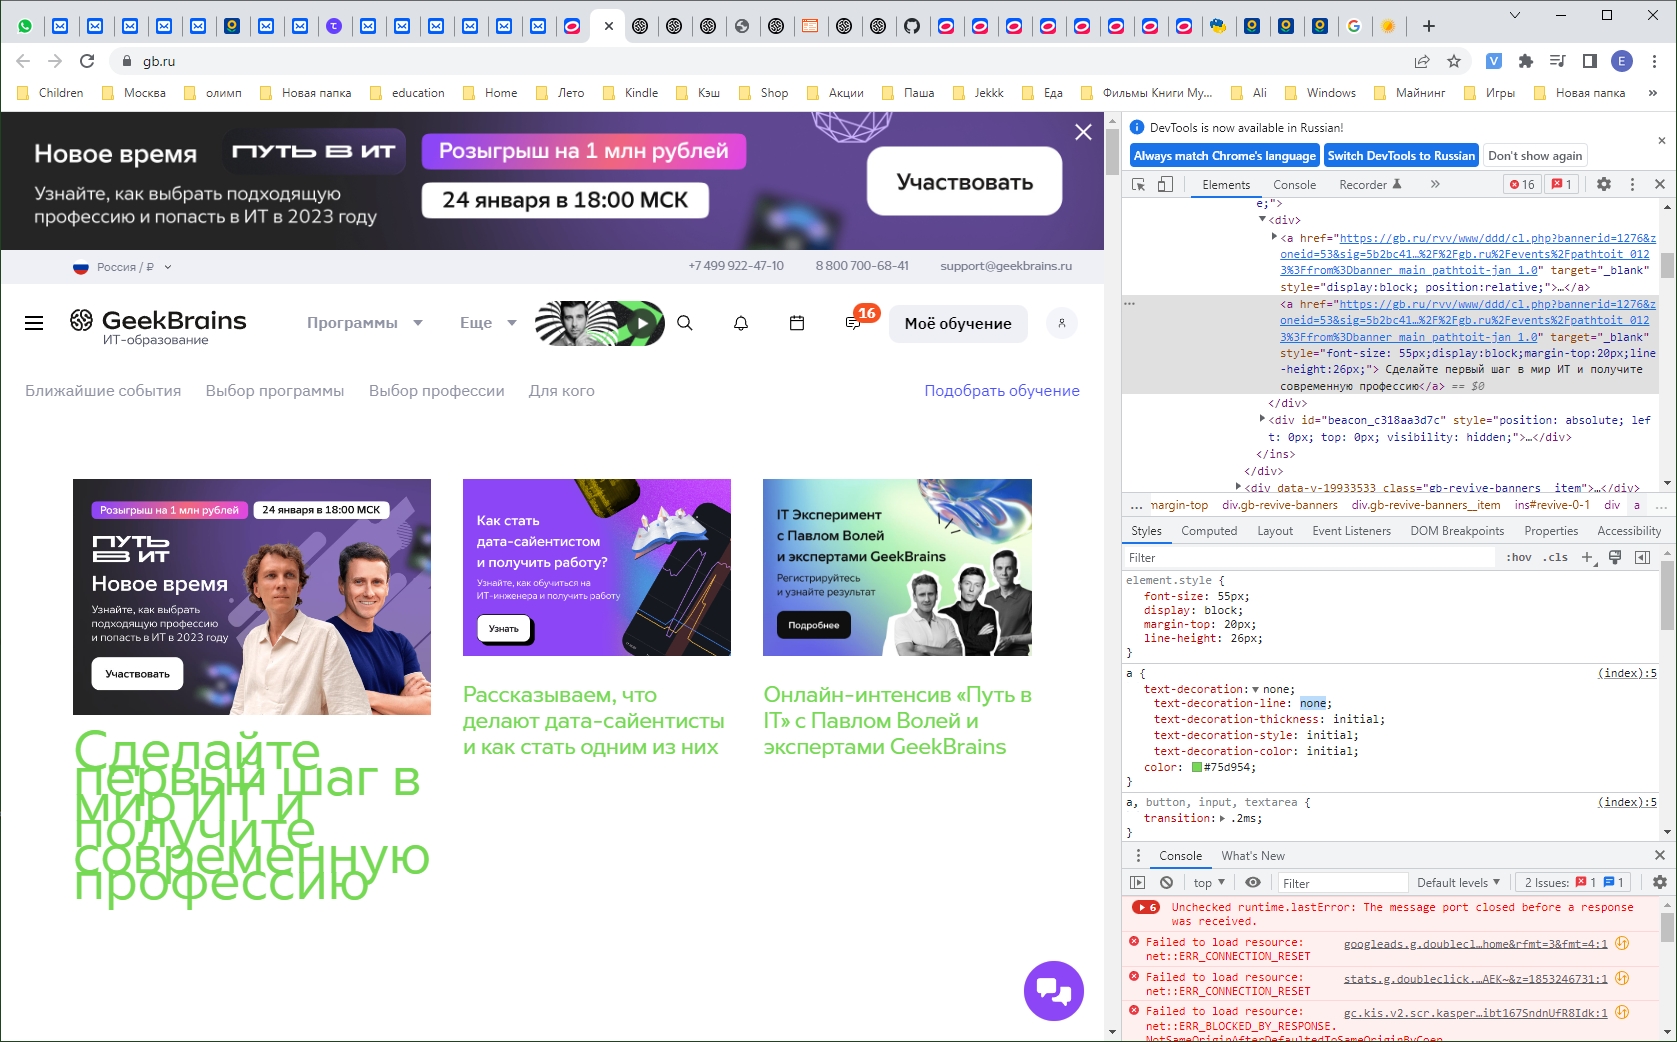 gb.ru
E
Children
Москва
олимп
Новая папка
education
Home
Лето
Kindle
Кэш
Shop
Акции
Паша
Jekkk
Еда
Фильмы Книги Му...
Ali
Windows
Майнинг
Игры
Новая папка
»
Новое время
ПУТЬ В ИТ
Розыгрыш на 1 млн рублей
24 января в 18:00 МСК
Узнайте, как выбрать подходящую
профессию и попасть в ИТ в 2023 году
Участвовать
Россия / ₽
+7 499 922-47-10
8 800 700-68-41
support@geekbrains.ru
GeekBrains
ИТ-образование
Программы
Еще
16
Моё обучение
Ближайшие события
Выбор программы
Выбор профессии
Для кого
Подобрать обучение
Розыгрыш на 1 млн рублей
24 января в 18:00 МСК
ПУТЬ
В ИТ
Новое время
Узнайте, как выбрать
подходящую профессию
и попасть в ИТ в 2023 году
Участвовать
Сделайте
первый шаг в
мир ИТ и
получите
современную
профессию
Как стать
дата-сайентистом
и получить работу?
Узнайте, как обучиться на
ИТ-инженера и получить работу
Узнать
Рассказываем, что
делают дата-сайентисты
и как стать одним из них
IT Эксперимент
с Павлом Волей
и экспертами GeekBrains
Регистрируйтесь
и узнайте результат
Подробнее
Онлайн-интенсив «Путь в
IT» с Павлом Волей и
экспертами GeekBrains
DevTools is now available in Russian!
Always match Chrome's language
Switch DevTools to Russian
Don't show again
Elements
Console
Recorder
»
16
1
e;">
<div>
<a href="https://gb.ru/rvv/www/ddd/cl.php?bannerid=1276&z
oneid=53&sig=5b2bc41…%2F%2Fgb.ru%2Fevents%2Fpathtoit_012
3%3Ffrom%3Dbanner_main_pathtoit-jan_1.0" target="_blank"
style="display:block; position:relative;">…</a>
<a href="https://gb.ru/rvv/www/ddd/cl.php?bannerid=1276&z
oneid=53&sig=5b2bc41…%2F%2Fgb.ru%2Fevents%2Fpathtoit_012
3%3Ffrom%3Dbanner_main_pathtoit-jan_1.0" target="_blank"
style="font-size: 55px;display:block;margin-top:20px;line
-height:26px;"> Сделайте первый шаг в мир ИТ и получите
современную профессию</a> == $0
</div>
<div id="beacon_c318aa3d7c" style="position: absolute; lef
t: 0px; top: 0px; visibility: hidden;">…</div>
</ins>
</div>
<div data-v-19933533 class="gb-revive-banners__item">…</div>
... margin-top div.gb-revive-banners div.gb-revive-banners__item ins#revive-0-1 div a ...
Styles
Computed
Layout
Event Listeners
DOM Breakpoints
Properties
Accessibility
Filter
:hov
.cls
element.style {
font-size: 55px;
display: block;
margin-top: 20px;
line-height: 26px;
}
a {
(index):5
text-decoration: none;
text-decoration-line: none;
text-decoration-thickness: initial;
text-decoration-style: initial;
text-decoration-color: initial;
color: #75d954;
}
a, button, input, textarea {
(index):5
transition: .2ms;
}
Console
What's New
top
Filter
Default levels
2 Issues:
1
1
6
Unchecked runtime.lastError: The message port closed before a response
was received.
Failed to load resource:
net::ERR_CONNECTION_RESET
googleads.g.doublecl…home&rfmt=3&fmt=4:1
Failed to load resource:
net::ERR_CONNECTION_RESET
stats.g.doubleclick.…AEK~&z=1853246731:1
Failed to load resource:
net::ERR_BLOCKED_BY_RESPONSE.
gc.kis.v2.scr.kasper…ibt167SndnUfR8Idk:1
NotSameOriginAfterDefaultedToSameOriginByCoep